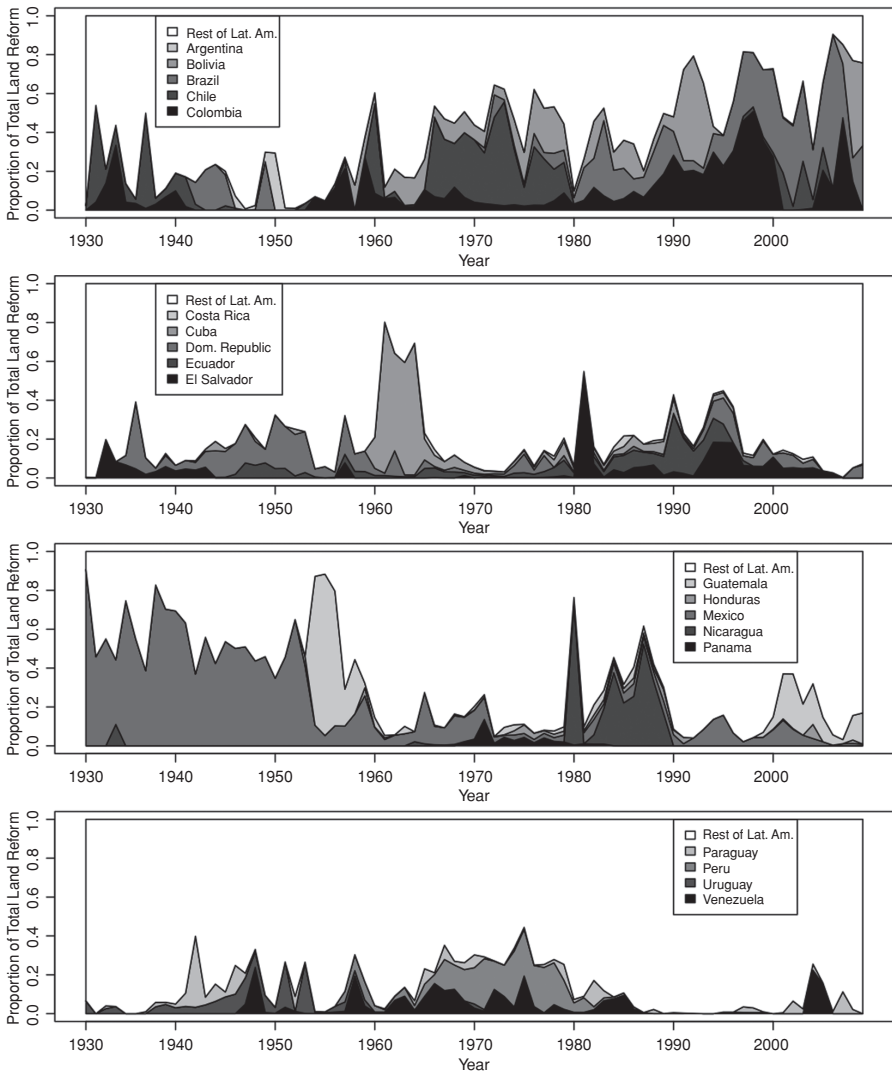 Proportion of Total Land Reform
0.0 0.2 0.4 0.6 0.8 1.0
Rest of Lat. Am.
Argentina
Bolivia
Brazil
Chile
Colombia
1930 1940 1950 1960 1970 1980 1990 2000
Year
Proportion of Total Land Reform
0.0 0.2 0.4 0.6 0.8 1.0
Rest of Lat. Am.
Costa Rica
Cuba
Dom. Republic
Ecuador
El Salvador
1930 1940 1950 1960 1970 1980 1990 2000
Year
Proportion of Total Land Reform
0.0 0.2 0.4 0.6 0.8 1.0
Rest of Lat. Am.
Guatemala
Honduras
Mexico
Nicaragua
Panama
1930 1940 1950 1960 1970 1980 1990 2000
Year
Proportion of Total Land Reform
0.0 0.2 0.4 0.6 0.8 1.0
Rest of Lat. Am.
Paraguay
Peru
Uruguay
Venezuela
1930 1940 1950 1960 1970 1980 1990 2000
Year